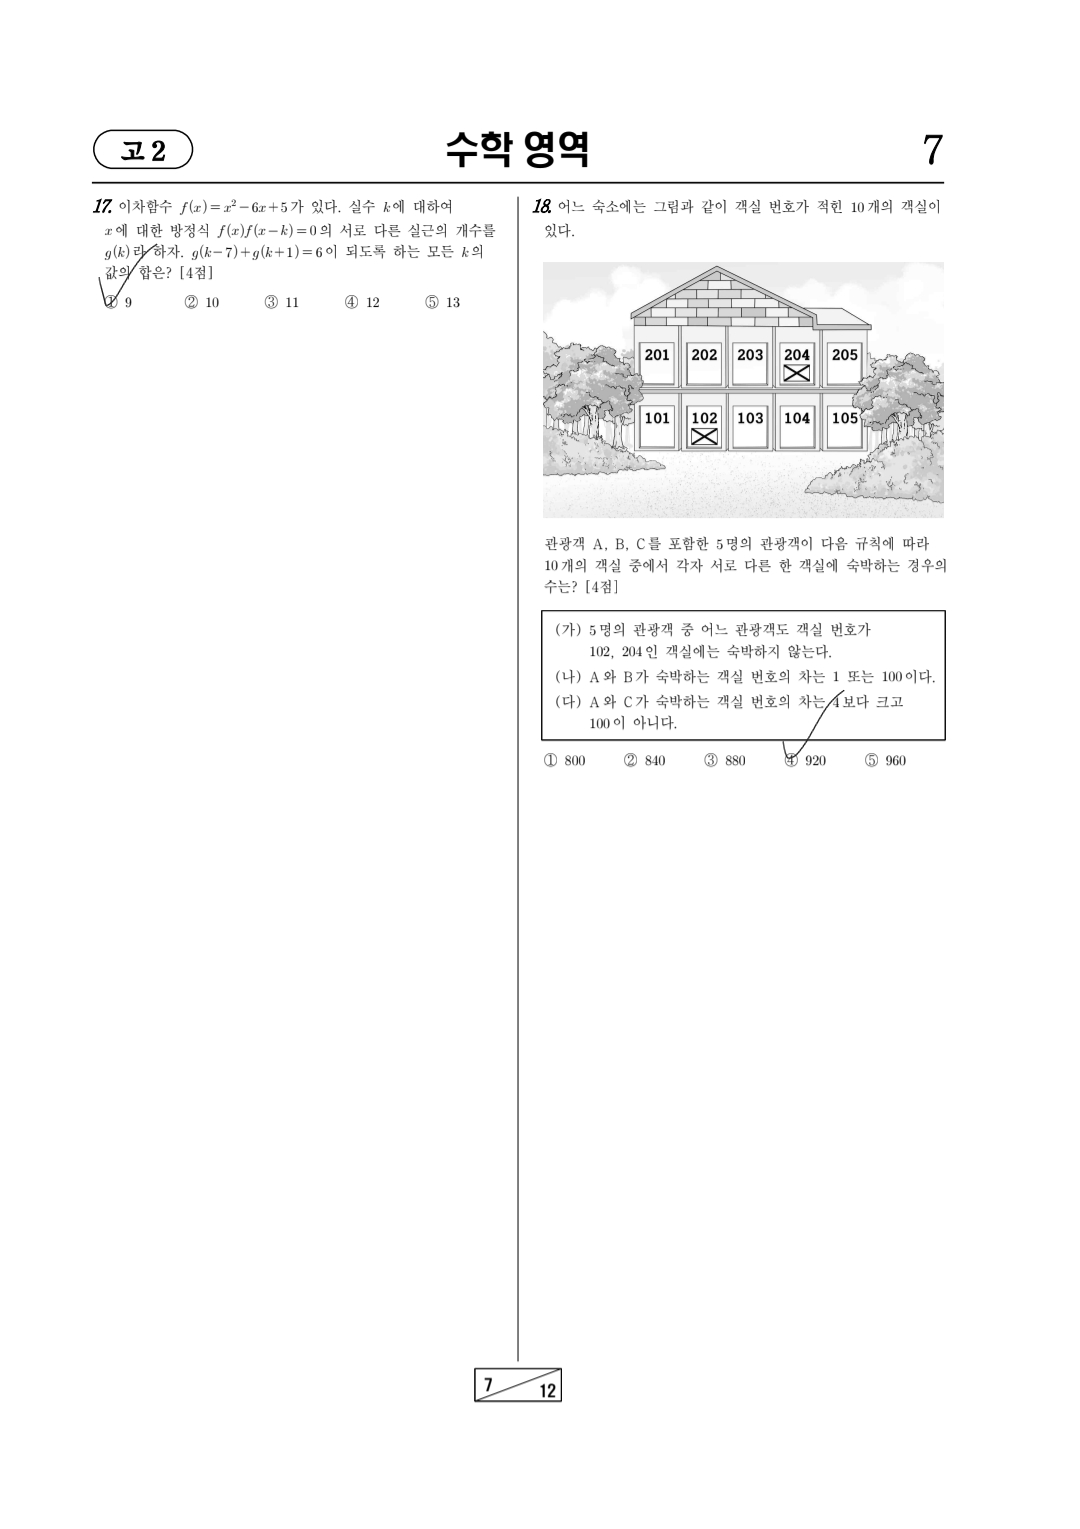 고 2
수학 영역
7
17. 이차함수 f(x)=x²-6x+5가 있다. 실수 k에 대하여
x에 대한 방정식 f(x)f(x-k)=0의 서로 다른 실근의 개수를
g(k)라 하자. g(k-7)+g(k+1)=6이 되도록 하는 모든 k의
값의 합은? [4점]
① 9 ② 10 ③ 11 ④ 12 ⑤ 13
18. 어느 숙소에는 그림과 같이 객실 번호가 적힌 10개의 객실이
있다.
201 202 203 204 205
101 102 103 104 105
관광객 A, B, C를 포함한 5명의 관광객이 다음 규칙에 따라
10개의 객실 중에서 각자 서로 다른 한 객실에 숙박하는 경우의
수는? [4점]
(가) 5명의 관광객 중 어느 관광객도 객실 번호가
102, 204인 객실에는 숙박하지 않는다.
(나) A와 B가 숙박하는 객실 번호의 차는 1 또는 100이다.
(다) A와 C가 숙박하는 객실 번호의 차는 4보다 크고
100이 아니다.
① 800 ② 840 ③ 880 ④ 920 ⑤ 960
7
12